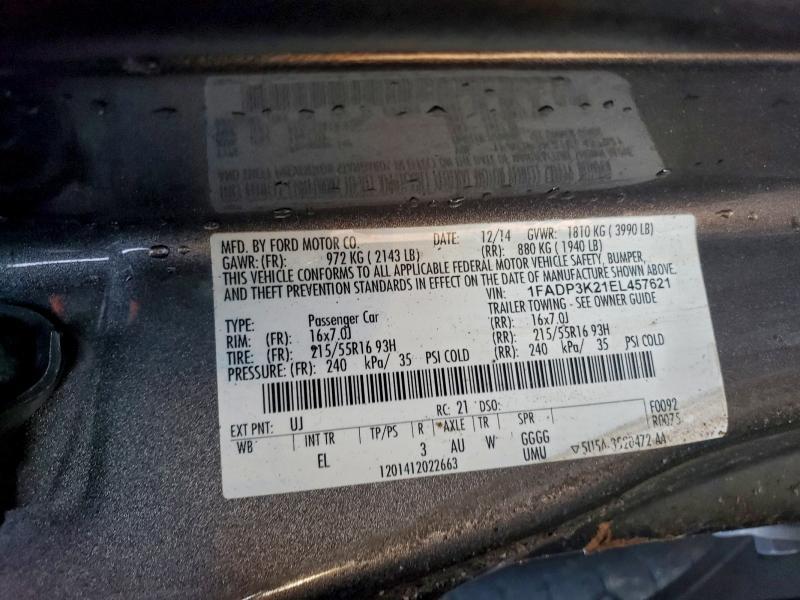 MFD. BY FORD MOTOR CO. DATE: 12/14 GVWR: 1810 KG ( 3990 LB)
GAWR: (FR): 972 KG ( 2143 LB) (RR): 880 KG ( 1940 LB)
THIS VEHICLE CONFORMS TO ALL APPLICABLE FEDERAL MOTOR VEHICLE SAFETY, BUMPER,
AND THEFT PREVENTION STANDARDS IN EFFECT ON THE DATE OF MANUFACTURE SHOWN ABOVE.
VIN: 1FADP3K21EL457621
TYPE: Passenger Car TRAILER TOWING - SEE OWNER GUIDE
RIM: (FR): 16x7.0J (RR): 16x7.0J
TIRE: (FR): 215/55R16 93H (RR): 215/55R16 93H
PRESSURE: (FR): 240 kPa/ 35 PSI COLD (RR): 240 kPa/ 35 PSI COLD
RC: 21 DSO: F0092
EXT PNT: UJ R0075
WB INT TR TP/PS R AXLE TR SPR
EL 3 AU W GGGG
UMU
1201412022663